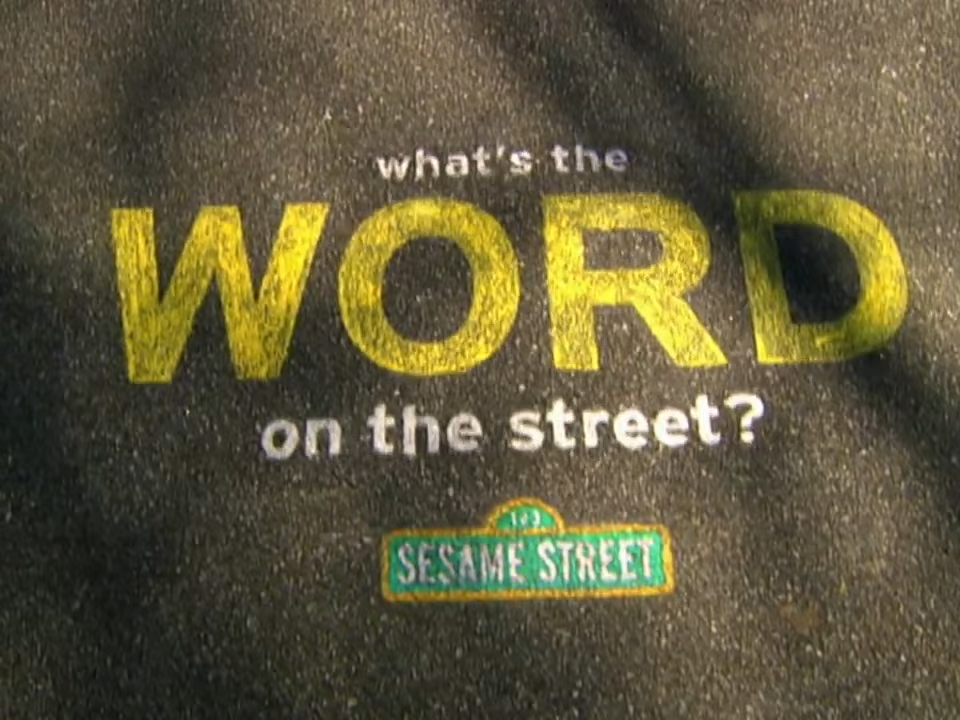 what's the
WORD
on the street?
123
SESAME STREET